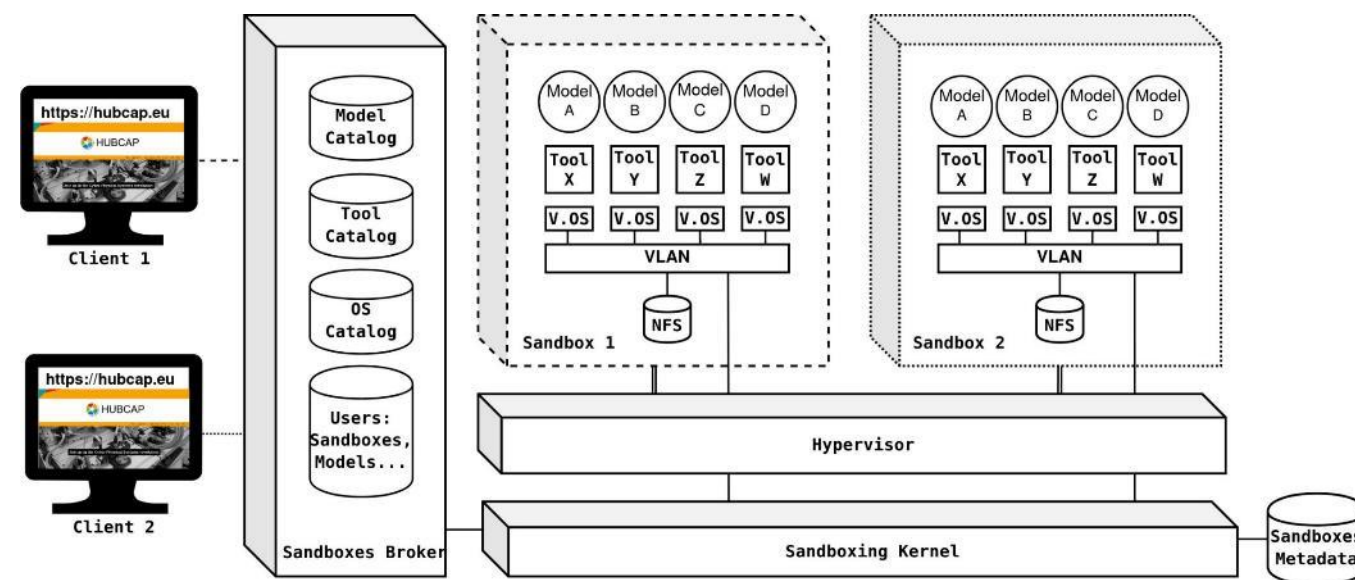 https://hubcap.eu
HUBCAP
Client 1
https://hubcap.eu
HUBCAP
Client 2
Model
Catalog
Tool
Catalog
OS
Catalog
Users:
Sandboxes,
Models...
Sandboxes Broker
Model Model Model Model
A B C D
Tool Tool Tool Tool
X Y Z W
V.OS V.OS V.OS V.OS
VLAN
NFS
Sandbox 1
Model Model Model Model
A B C D
Tool Tool Tool Tool
X Y Z W
V.OS V.OS V.OS V.OS
VLAN
NFS
Sandbox 2
Hypervisor
Sandboxing Kernel
Sandboxes
Metadata